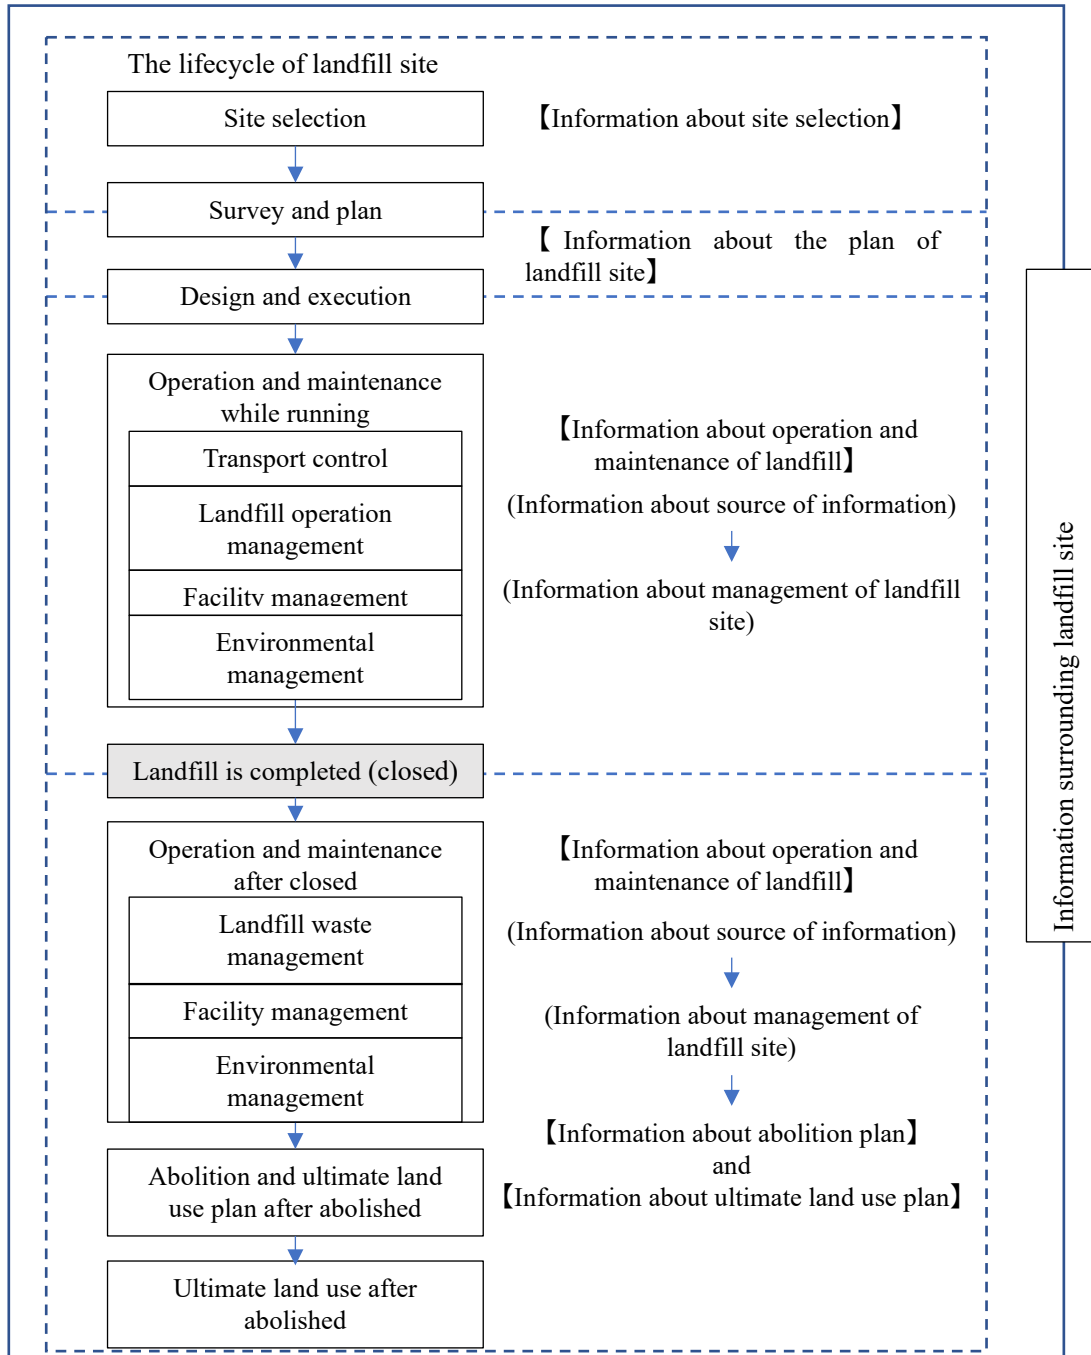 The lifecycle of landfill site
Site selection
【Information about site selection】
Survey and plan
【 Information about the plan of
landfill site】
Design and execution
Operation and maintenance
while running
Transport control
Landfill operation
management
Facility management
Environmental
management
【Information about operation and
maintenance of landfill】
(Information about source of information)
(Information about management of landfill
site)
Landfill is completed (closed)
Operation and maintenance
after closed
Landfill waste
management
Facility management
Environmental
management
【Information about operation and
maintenance of landfill】
(Information about source of information)
(Information about management of
landfill site)
【Information about abolition plan】
and
【Information about ultimate land use plan】
Abolition and ultimate land
use plan after abolished
Ultimate land use after
abolished
Information surrounding landfill site